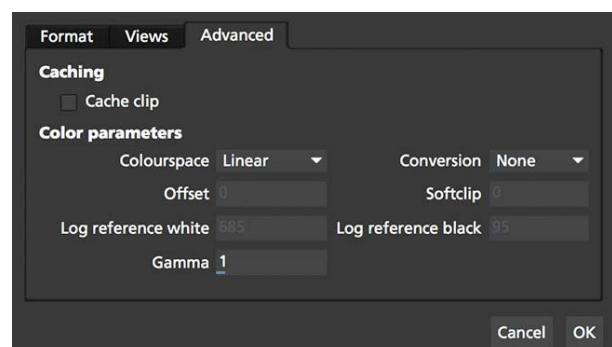 Format Views Advanced
Caching
Cache clip
Color parameters
Colourspace Linear Conversion None
Offset 0 Softclip 0
Log reference white 685 Log reference black 95
Gamma 1
Cancel OK